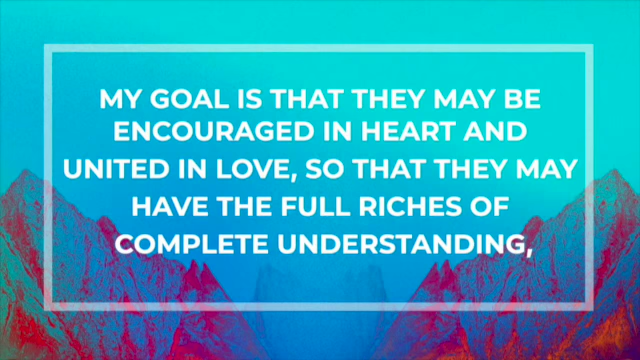 MY GOAL IS THAT THEY MAY BE
ENCOURAGED IN HEART AND
UNITED IN LOVE, SO THAT THEY MAY
HAVE THE FULL RICHES OF
COMPLETE UNDERSTANDING,